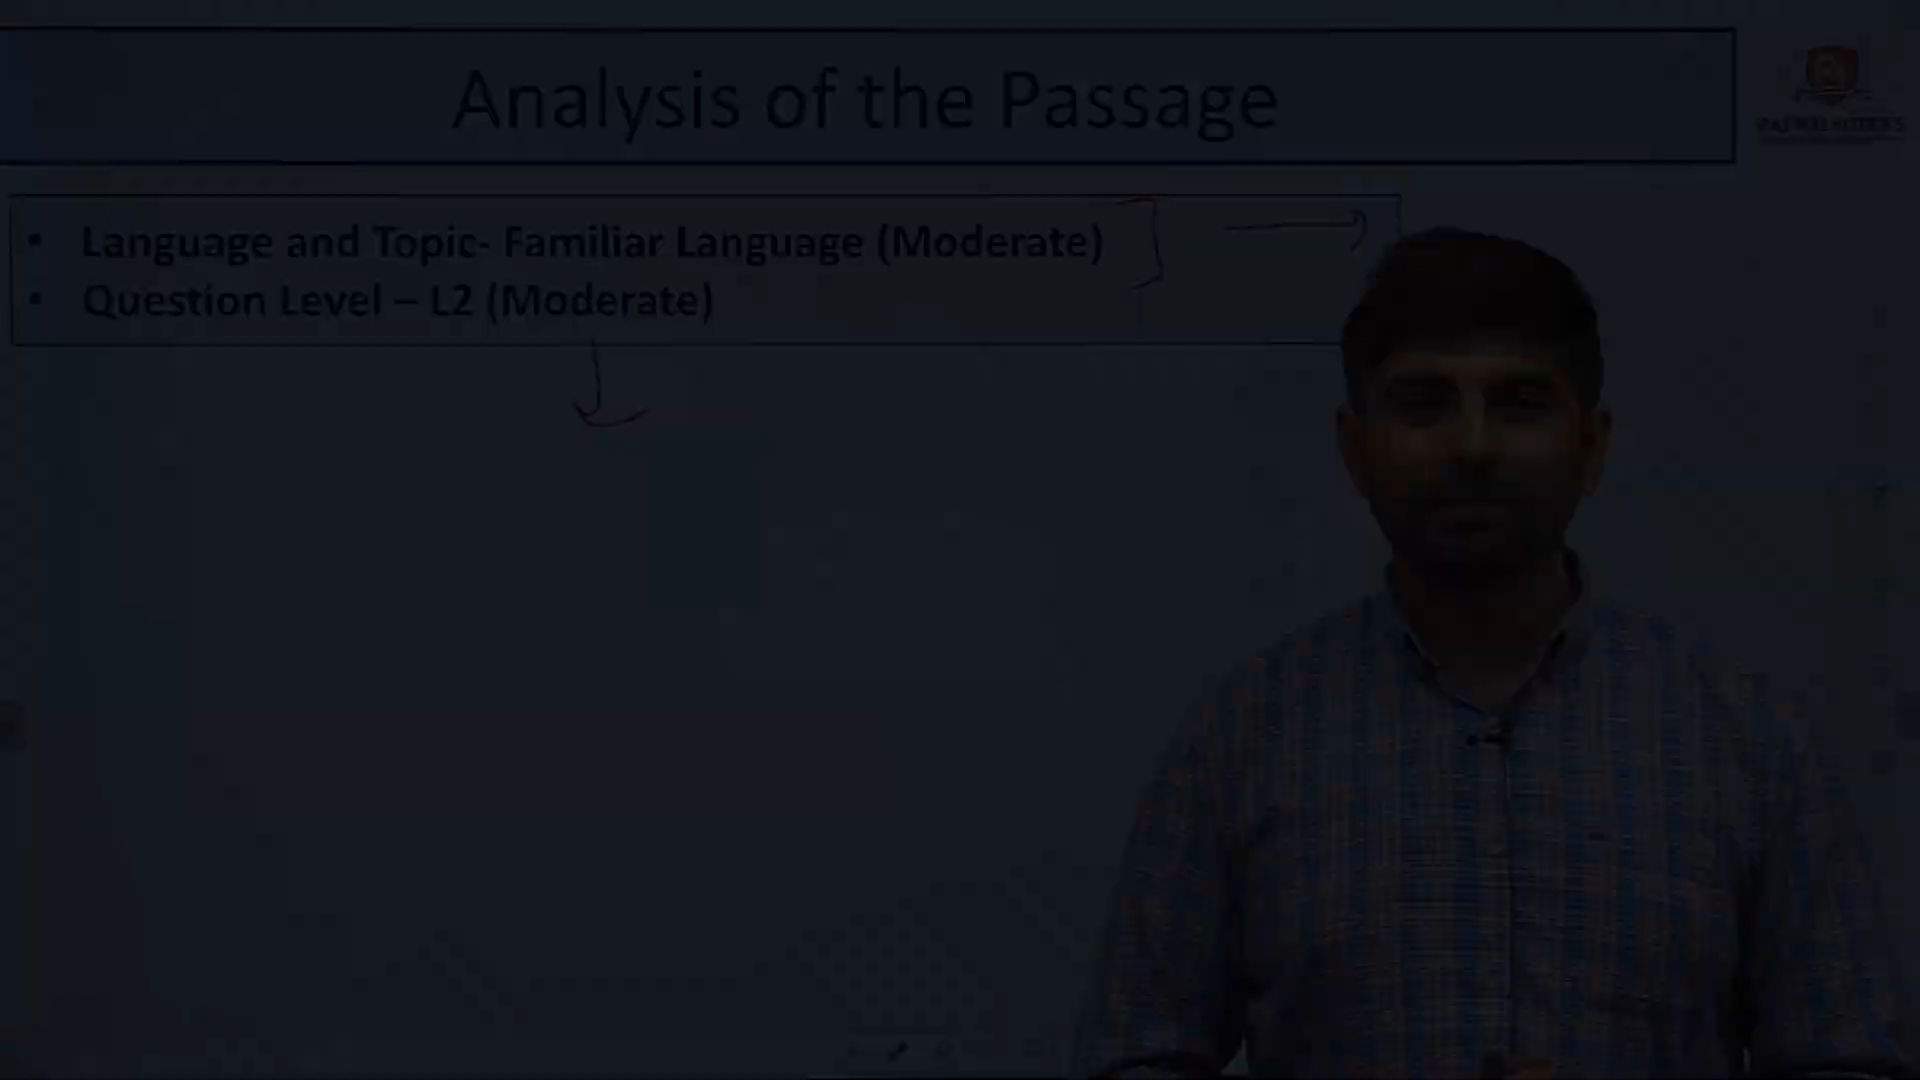 Analysis of the Passage
• Language and Topic- Familiar Language (Moderate)
• Question Level – L2 (Moderate)